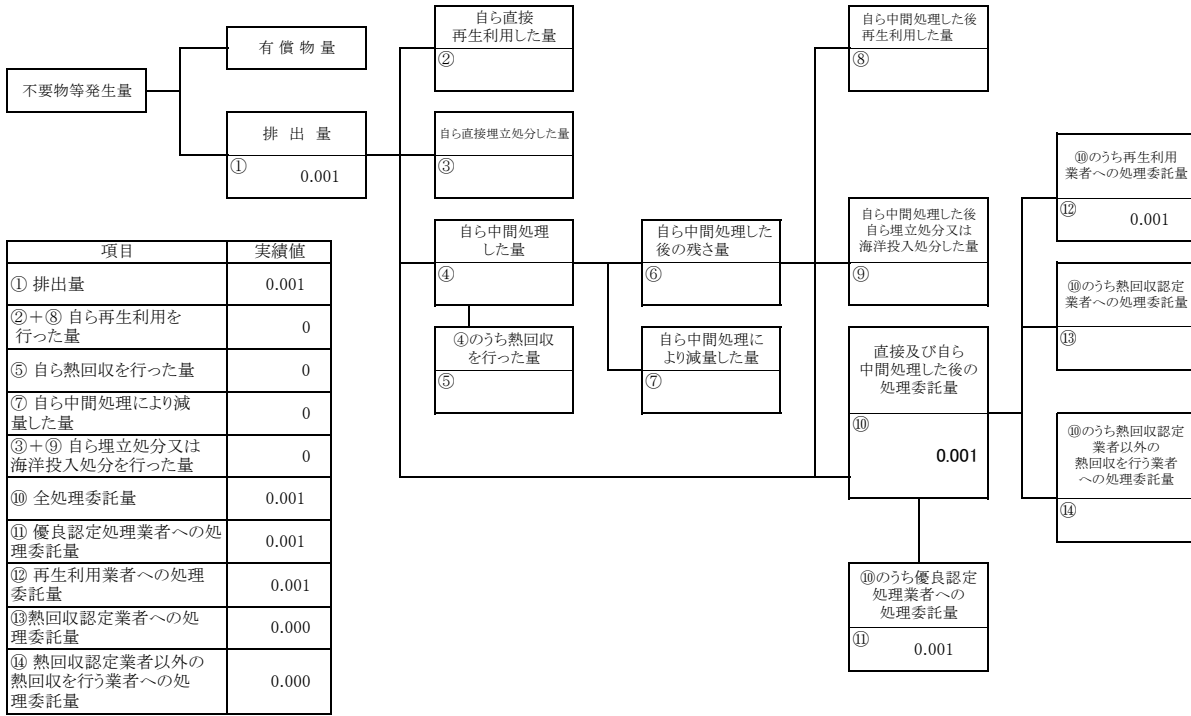 不要物等発生量
有 償 物 量
排 出 量
①
0.001
自ら直接
再生利用した量
②
自ら直接埋立処分した量
③
自ら中間処理
した量
④
④のうち熱回収
を行った量
⑤
自ら中間処理した
後の残さ量
⑥
自ら中間処理に
より減量した量
⑦
自ら中間処理した後
再生利用した量
⑧
自ら中間処理した後
自ら埋立処分又は
海洋投入処分した量
⑨
直接及び自ら
中間処理した後の
処理委託量
⑩
0.001
⑩のうち優良認定
処理業者への
処理委託量
⑪
0.001
⑩のうち再生利用
業者への処理委託量
⑫
0.001
⑩のうち熱回収認定
業者への処理委託量
⑬
⑩のうち熱回収認定
業者以外の
熱回収を行う業者
への処理委託量
⑭
項目 実績値
① 排出量 0.001
②+⑧ 自ら再生利用を
行った量 0
⑤ 自ら熱回収を行った量 0
⑦ 自ら中間処理により減
量した量 0
③+⑨ 自ら埋立処分又は
海洋投入処分を行った量 0
⑩ 全処理委託量 0.001
⑪ 優良認定処理業者への処
理委託量 0.001
⑫ 再生利用業者への処理
委託量 0.001
⑬熱回収認定業者への処
理委託量 0.000
⑭ 熱回収認定業者以外の
熱回収を行う業者への処
理委託量 0.000